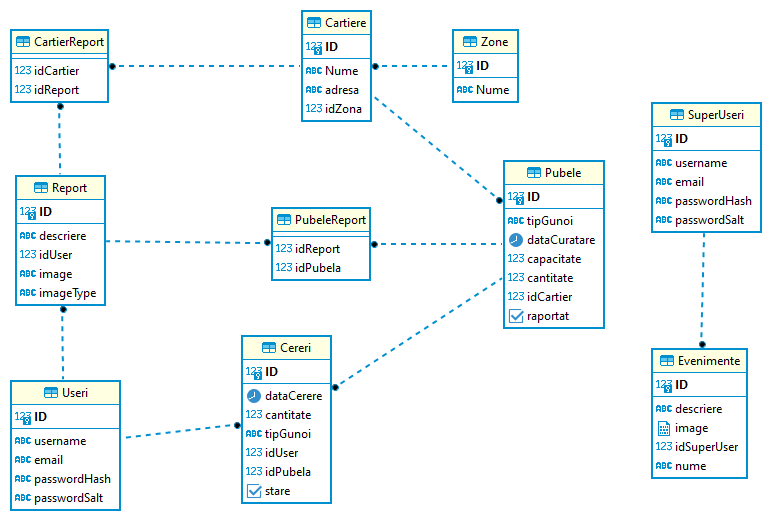 CartierReport
123 idCartier
123 idReport
Cartiere
123 ID
ABC Nume
ABC adresa
123 idZona
Zone
123 ID
ABC Nume
SuperUseri
123 ID
ABC username
ABC email
ABC passwordHash
ABC passwordSalt
Report
123 ID
ABC descriere
123 idUser
ABC image
ABC imageType
PubeleReport
123 idReport
123 idPubela
Pubele
123 ID
ABC tipGunoi
dataCuratare
123 capacitate
123 cantitate
123 idCartier
raportat
Useri
123 ID
ABC username
ABC email
ABC passwordHash
ABC passwordSalt
Cereri
123 ID
dataCerere
123 cantitate
ABC tipGunoi
123 idUser
123 idPubela
stare
Evenimente
123 ID
ABC descriere
image
123 idSuperUser
ABC nume